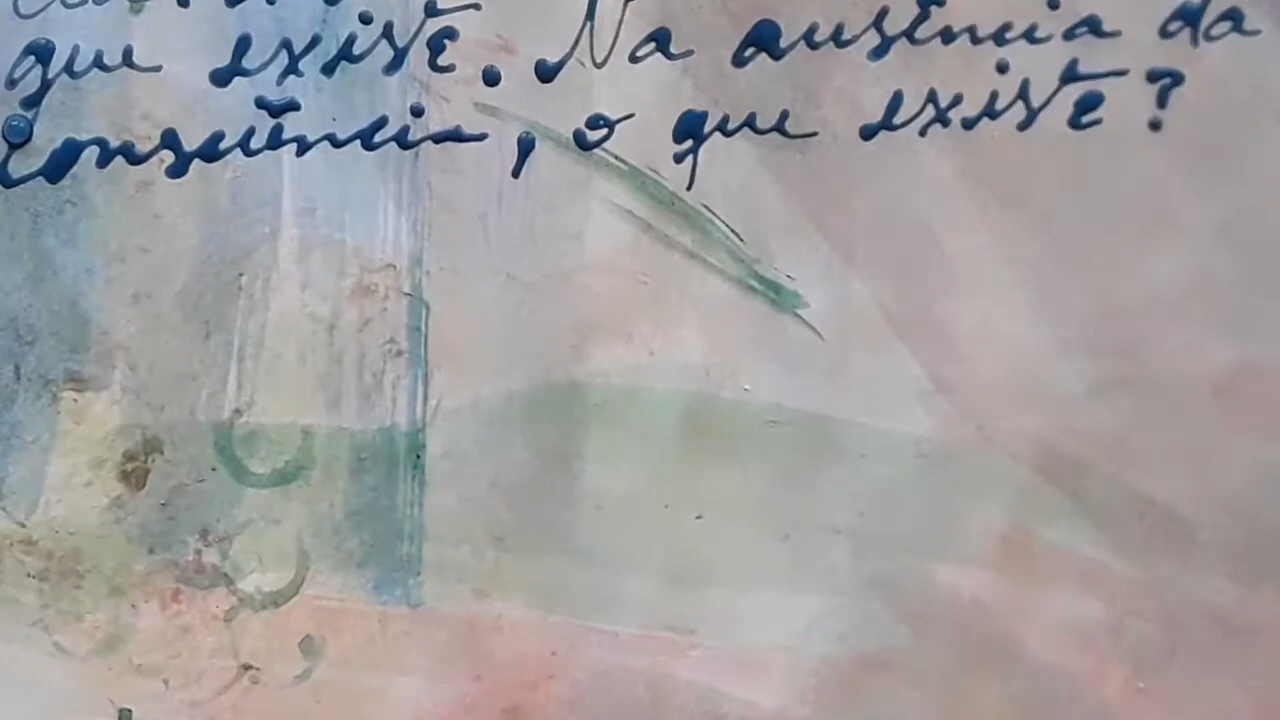 que existe. Na ausência da
Consciência, o que existe?